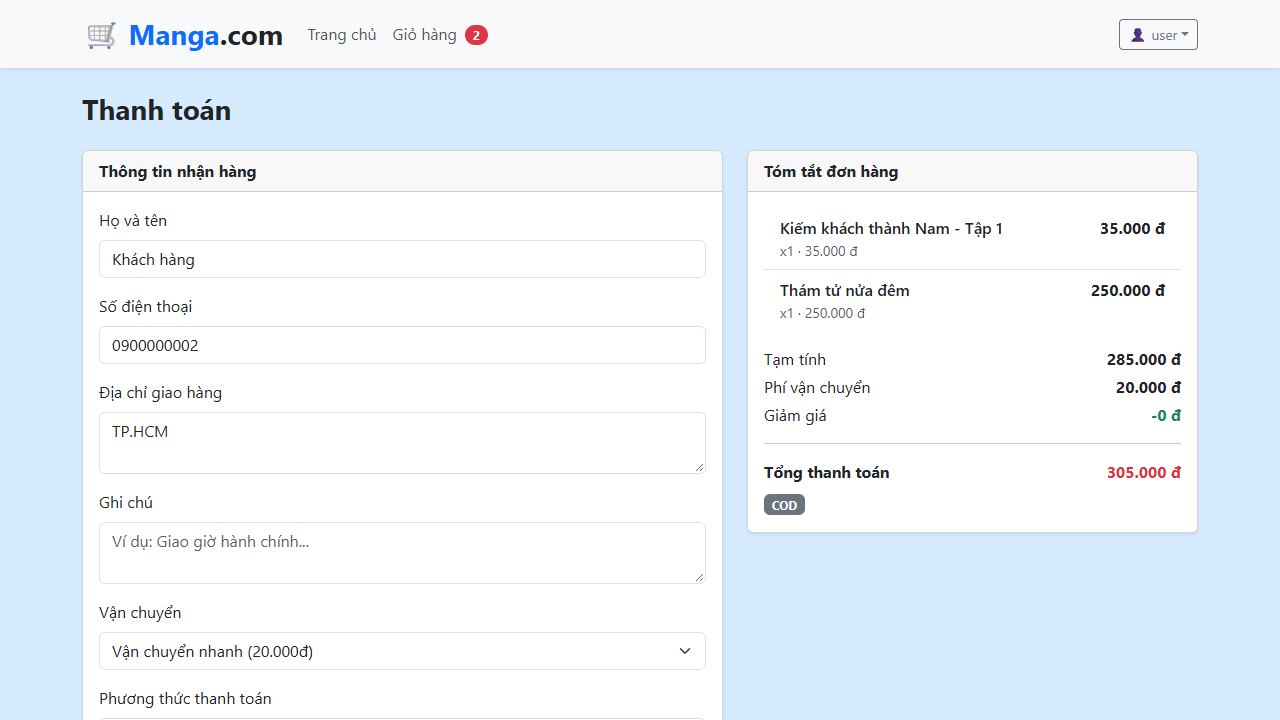 Manga.com
Trang chủ
Giỏ hàng 2
user
Thanh toán
Thông tin nhận hàng
Họ và tên
Khách hàng
Số điện thoại
0900000002
Địa chỉ giao hàng
TP.HCM
Ghi chú
Ví dụ: Giao giờ hành chính...
Vận chuyển
Vận chuyển nhanh (20.000đ)
Phương thức thanh toán
Tóm tắt đơn hàng
Kiếm khách thành Nam - Tập 1 35.000 đ
x1 · 35.000 đ
Thám tử nửa đêm 250.000 đ
x1 · 250.000 đ
Tạm tính 285.000 đ
Phí vận chuyển 20.000 đ
Giảm giá -0 đ
Tổng thanh toán 305.000 đ
COD